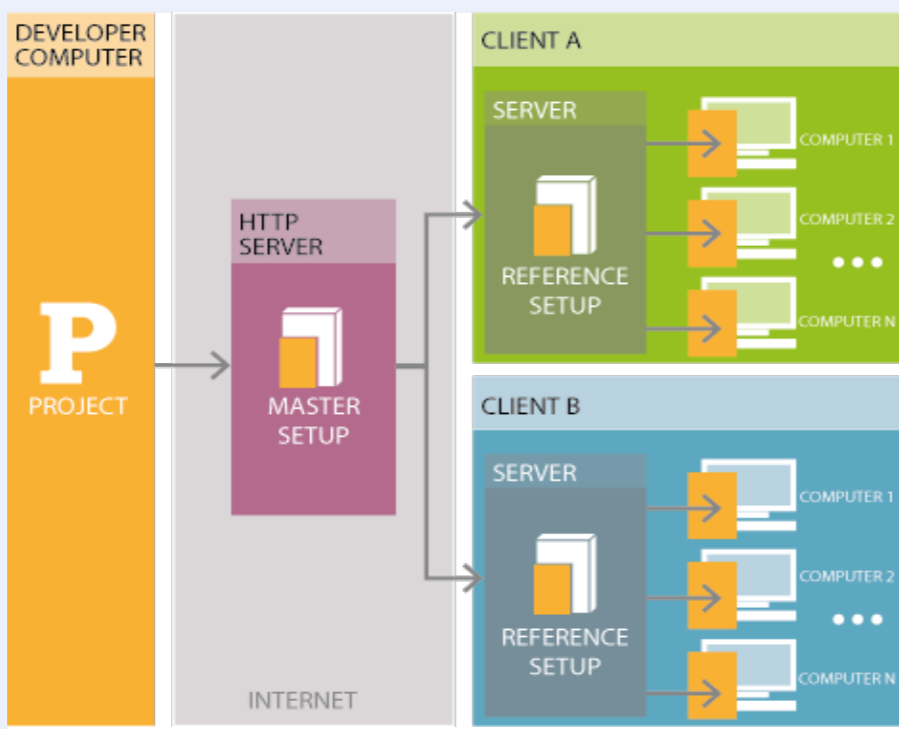 DEVELOPER
COMPUTER
P
PROJECT
HTTP
SERVER
MASTER
SETUP
INTERNET
CLIENT A
SERVER
REFERENCE
SETUP
COMPUTER 1
COMPUTER 2
COMPUTER N
CLIENT B
SERVER
REFERENCE
SETUP
COMPUTER 1
COMPUTER 2
COMPUTER N